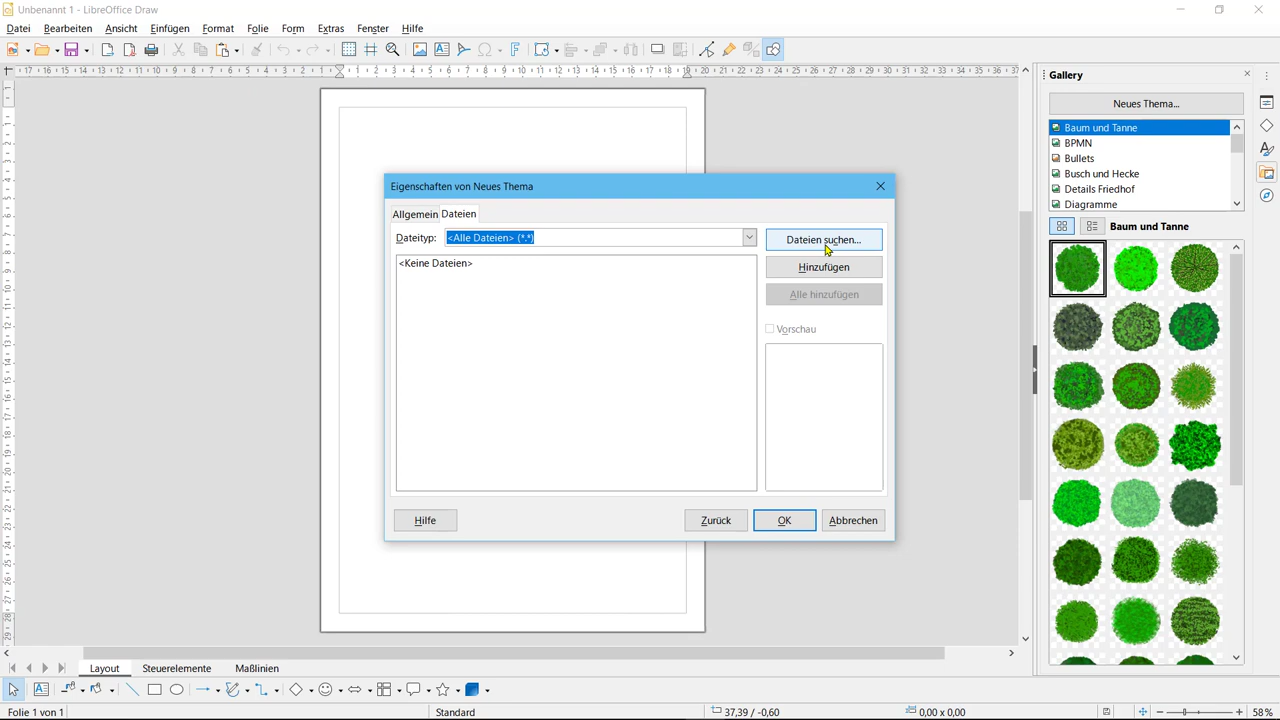 Unbenannt 1 - LibreOffice Draw
Datei Bearbeiten Ansicht Einfügen Format Folie Form Extras Fenster Hilfe
Gallery
Neues Thema...
Baum und Tanne
BPMN
Bullets
Busch und Hecke
Details Friedhof
Diagramme
Baum und Tanne
Eigenschaften von Neues Thema
Allgemein Dateien
Dateityp: <Alle Dateien> (*.*)
Dateien suchen...
<Keine Dateien>
Hinzufügen
Alle hinzufügen
Vorschau
Hilfe Zurück OK Abbrechen
Layout Steuerelemente Maßlinien
Folie 1 von 1 Standard 37,39 / -0,60 0,00 x 0,00 58%